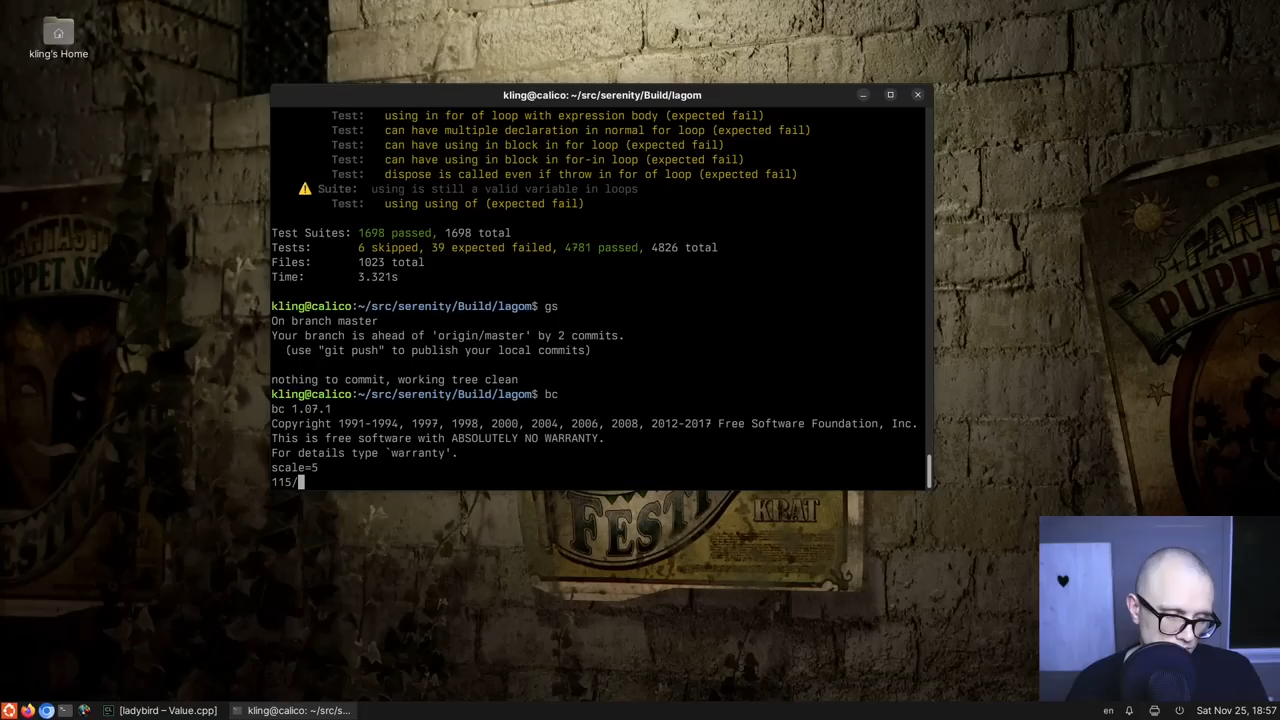 kling's Home
kling@calico: ~/src/serenity/Build/lagom
Test: using in for of loop with expression body (expected fail)
Test: can have multiple declaration in normal for loop (expected fail)
Test: can have using in block in for loop (expected fail)
Test: can have using in block in for-in loop (expected fail)
Test: dispose is called even if throw in for of loop (expected fail)
Suite: using is still a valid variable in loops
Test: using using of (expected fail)
Test Suites: 1698 passed, 1698 total
Tests: 6 skipped, 39 expected failed, 4781 passed, 4826 total
Files: 1023 total
Time: 3.321s
kling@calico:~/src/serenity/Build/lagom$ gs
On branch master
Your branch is ahead of 'origin/master' by 2 commits.
(use "git push" to publish your local commits)
nothing to commit, working tree clean
kling@calico:~/src/serenity/Build/lagom$ bc
bc 1.07.1
Copyright 1991-1994, 1997, 1998, 2000, 2004, 2006, 2008, 2012-2017 Free Software Foundation, Inc.
This is free software with ABSOLUTELY NO WARRANTY.
For details type `warranty'.
scale=5
115/
KRAT
[ladybird – Value.cpp]
kling@calico: ~/src/s...
en
Sat Nov 25, 18:57